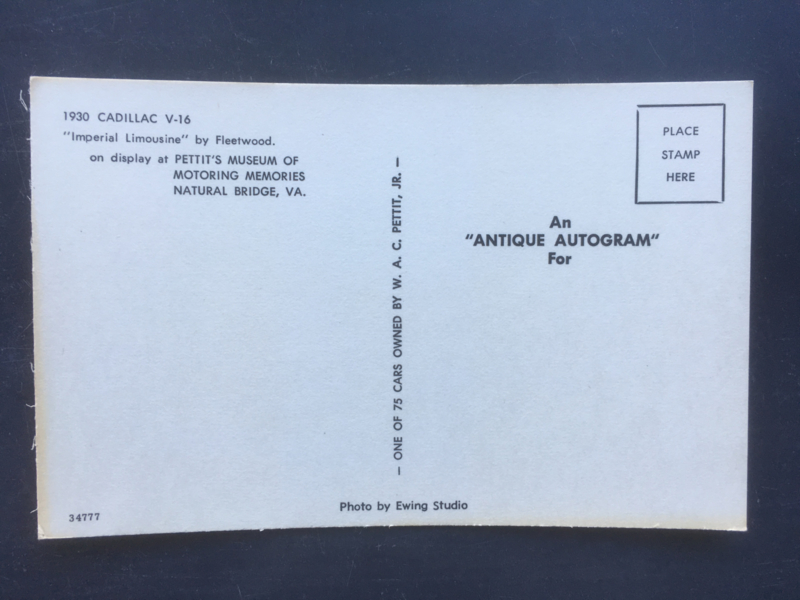 1930 CADILLAC V-16
"Imperial Limousine" by Fleetwood.
on display at PETTIT'S MUSEUM OF
MOTORING MEMORIES
NATURAL BRIDGE, VA.
— ONE OF 75 CARS OWNED BY W. A. C. PETTIT, JR. —
PLACE
STAMP
HERE
An
"ANTIQUE AUTOGRAM"
For
Photo by Ewing Studio
34777